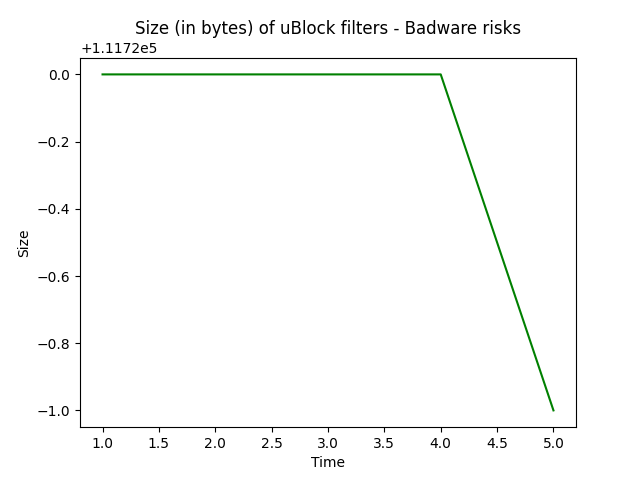 Size (in bytes) of uBlock filters - Badware risks
+1.1172e5
0.0
−0.2
−0.4
−0.6
−0.8
−1.0
Size
1.0 1.5 2.0 2.5 3.0 3.5 4.0 4.5 5.0
Time